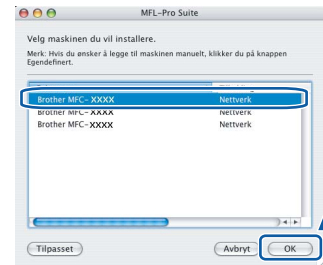 MFL-Pro Suite
Velg maskinen du vil installere.
Merk: Hvis du ønsker å legge til maskinen manuelt, klikker du på knappen
Egendefinert.
Brother MFC- XXXX Nettverk
Brother MFC- XXXX Nettverk
Brother MFC- XXXX Nettverk
Tilpasset Avbryt OK